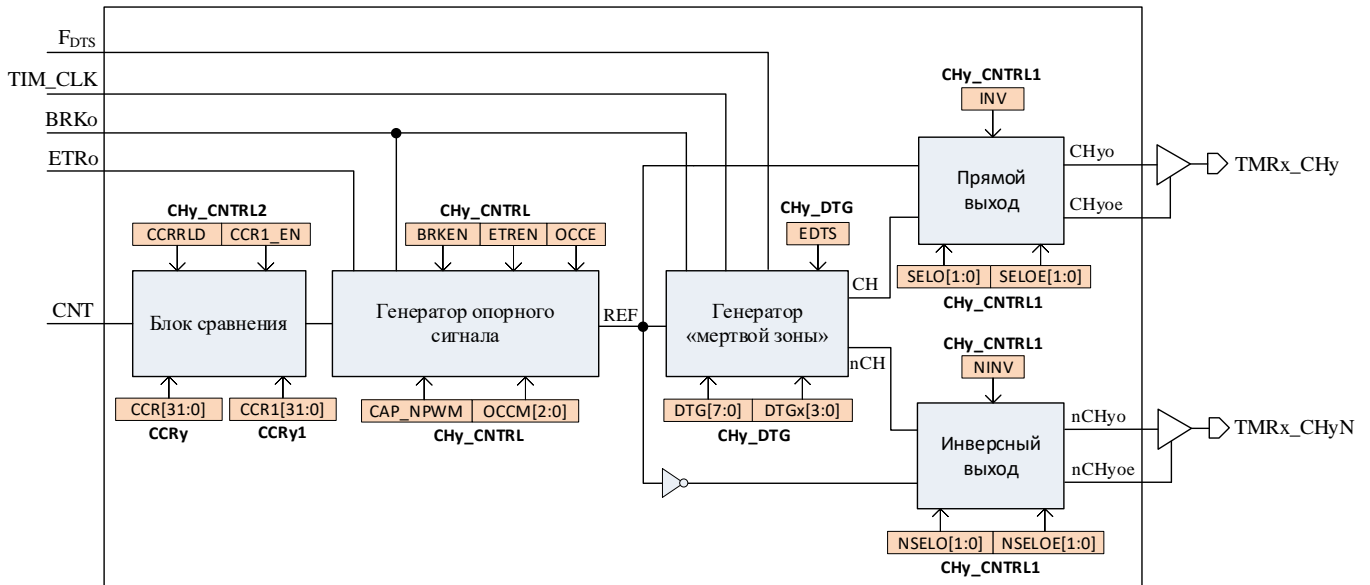 FDTS
TIM_CLK
BRKo
ETRo
CNT
CHy_CNTRL2
CCRRLD CCR1_EN
Блок сравнения
CCR[31:0] CCR1[31:0]
CCRy CCRy1
CHy_CNTRL
BRKEN ETREN OCCE
Генератор опорного
сигнала
CAP_NPWM OCCM[2:0]
CHy_CNTRL
REF
CHy_DTG
EDTS
Генератор
«мертвой зоны»
DTG[7:0] DTGx[3:0]
CHy_DTG
CH
nCH
CHy_CNTRL1
INV
Прямой
выход
SELO[1:0] SELOE[1:0]
CHy_CNTRL1
CHyo
CHyoe
TMRx_CHy
CHy_CNTRL1
NINV
Инверсный
выход
NSELO[1:0] NSELOE[1:0]
CHy_CNTRL1
nCHyo
nCHyoe
TMRx_CHyN